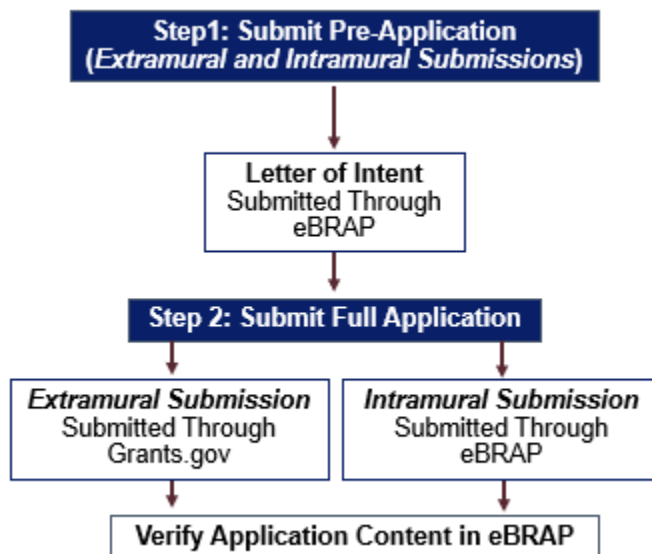 Step1: Submit Pre-Application
(Extramural and Intramural Submissions)
Letter of Intent
Submitted Through
eBRAP
Step 2: Submit Full Application
Extramural Submission
Submitted Through
Grants.gov
Intramural Submission
Submitted Through
eBRAP
Verify Application Content in eBRAP